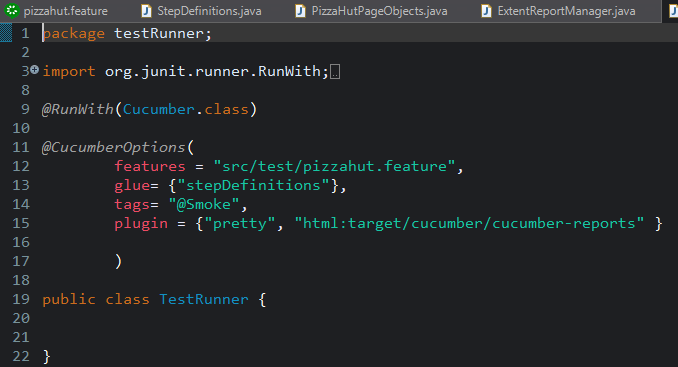 pizzahut.feature StepDefinitions.java PizzaHutPageObjects.java ExtentReportManager.java
1 package testRunner;
2
3 import org.junit.runner.RunWith;
8
9 @RunWith(Cucumber.class)
10
11 @CucumberOptions(
12 features = "src/test/pizzahut.feature",
13 glue= {"stepDefinitions"},
14 tags= "@Smoke",
15 plugin = {"pretty", "html:target/cucumber/cucumber-reports" }
16
17 )
18
19 public class TestRunner {
20
21
22 }